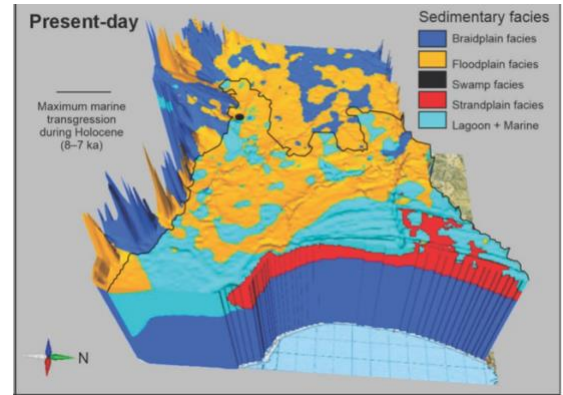 Present-day
Sedimentary facies
Braidplain facies
Floodplain facies
Swamp facies
Strandplain facies
Lagoon + Marine
Maximum marine
transgression
during Holocene
(8–7 ka)
N